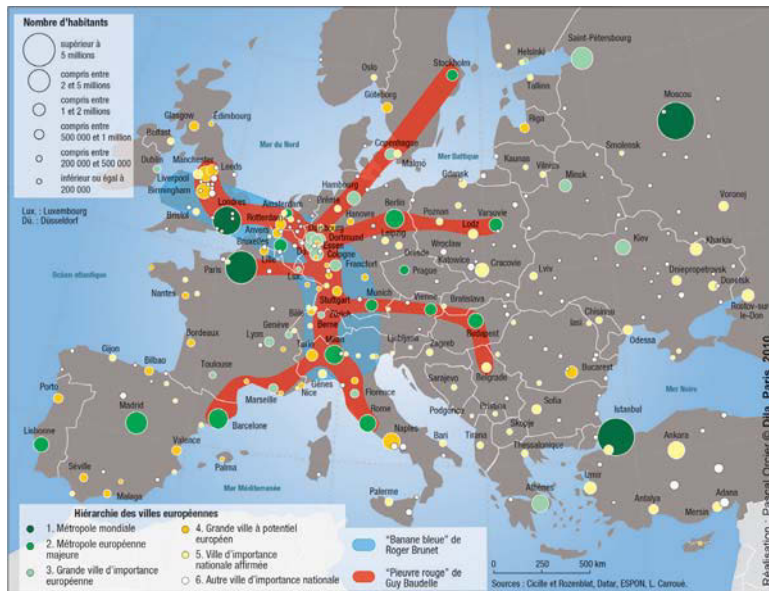 Nombre d'habitants
supérieur à
5 millions
compris entre
2 et 5 millions
compris entre
1 et 2 millions
compris entre
500 000 et 1 million
compris entre
200 000 et 500 000
inférieur ou égal à
200 000
Lux. : Luxembourg
Dü. : Düsseldorf
Oslo
Stockholm
Helsinki
Saint-Pétersbourg
Tallinn
Göteborg
Moscou
Glasgow
Édimbourg
Riga
Belfast
Mer du Nord
Copenhague
Malmö
Mer Baltique
Kaunas
Vilnius
Smolensk
Dublin
Manchester
Leeds
Liverpool
Birmingham
Hambourg
Gdansk
Minsk
Londres
Amsterdam
Brême
Hanovre
Berlin
Poznan
Varsovie
Voronej
Bristol
Rotterdam
Anvers
Bruxelles
Duisbourg
Dortmund
Essen
Cologne
Leipzig
Lodz
Wroclaw
Dresde
Katowice
Kiev
Kharkiv
Lille
Paris
Lux.
Francfort
Prague
Cracovie
Lviv
Dniepropetrovsk
Donetsk
Rostov-sur-
le-Don
Océan atlantique
Nantes
Stuttgart
Munich
Vienne
Bratislava
Bâle
Zürich
Berne
Genève
Lyon
Budapest
Iasi
Chisinau
Odessa
Bordeaux
Turin
Milan
Ljubljana
Zagreb
Gijon
Bilbao
Toulouse
Gênes
Belgrade
Bucarest
Marseille
Nice
Florence
Sarajevo
Mer Noire
Porto
Madrid
Barcelone
Rome
Podgorica
Pristina
Sofia
Skopje
Istanbul
Ankara
Lisbonne
Valence
Naples
Bari
Tirana
Thessalonique
Séville
Palma
Malaga
Mer Méditerranée
Palerme
Athènes
Izmir
Antalya
Adana
Mersin
Hiérarchie des villes européennes
1. Métropole mondiale
2. Métropole européenne
majeure
3. Grande ville d'importance
européenne
4. Grande ville à potentiel
européen
5. Ville d'importance
nationale affirmée
6. Autre ville d'importance nationale
"Banane bleue" de
Roger Brunet
"Pieuvre rouge" de
Guy Baudelle
0 250 500 km
Sources : Cicille et Rozenblat, Datar, ESPON, L. Carroué.
Réalisation : Pascal Orcier © Dila, Paris, 2010